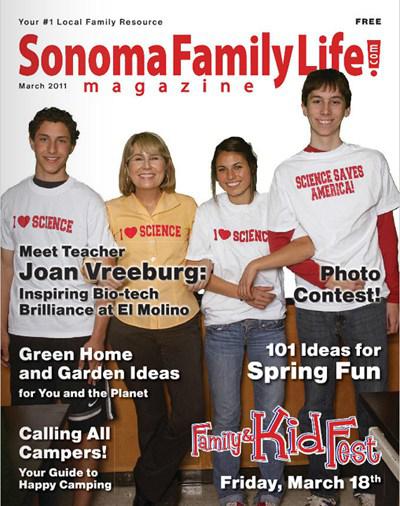 Your #1 Local Family Resource
FREE
SonomaFamilyLife!
.com
March 2011
magazine
I ♥ SCIENCE
I ♥ SCIENCE
I ♥ SCIENCE
SCIENCE SAVES
AMERICA!
Meet Teacher
Joan Vreeburg:
Inspiring Bio-tech
Brilliance at El Molino
Photo
Contest!
Green Home
and Garden Ideas
for You and the Planet
101 Ideas for
Spring Fun
Calling All
Campers!
Your Guide to
Happy Camping
Family & Kid Fest
Friday, March 18th